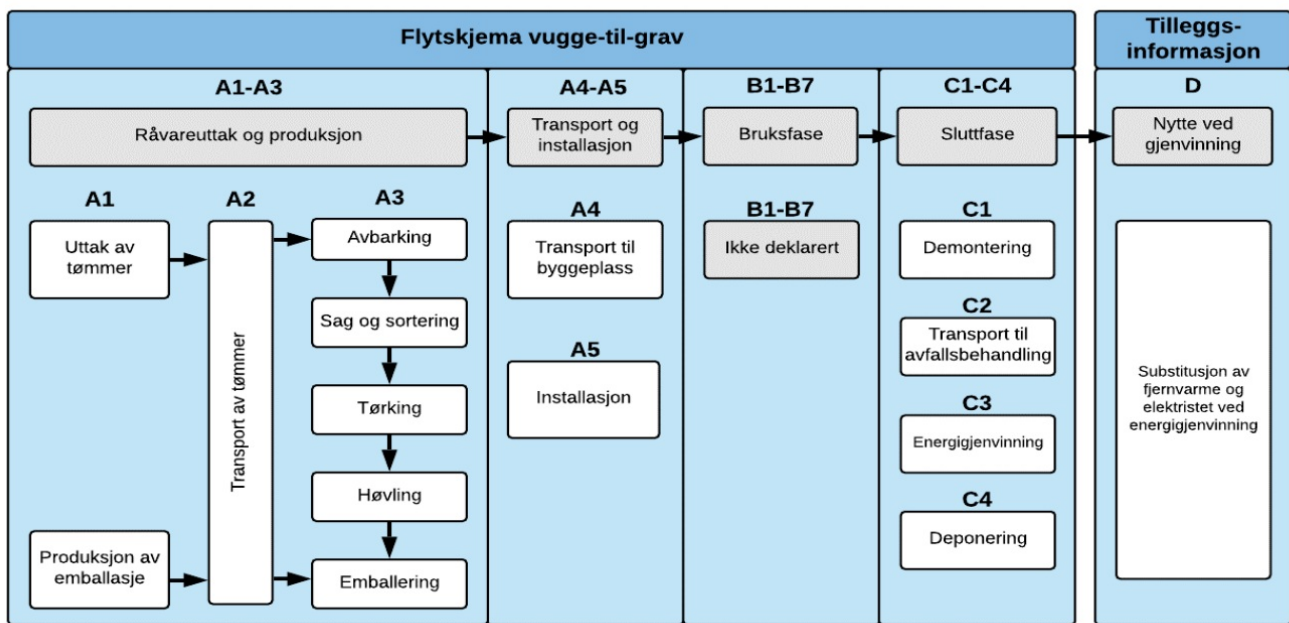 Flytskjema vugge-til-grav
Tilleggs-
informasjon
A1-A3
A4-A5
B1-B7
C1-C4
D
Råvareuttak og produksjon
Transport og
installasjon
Bruksfase
Sluttfase
Nytte ved
gjenvinning
A1
Uttak av
tømmer
Produksjon av
emballasje
A2
Transport av tømmer
A3
Avbarking
Sag og sortering
Tørking
Høvling
Emballering
A4
Transport til
byggeplass
A5
Installasjon
B1-B7
Ikke deklarert
C1
Demontering
C2
Transport til
avfallsbehandling
C3
Energigjenvinning
C4
Deponering
Substitusjon av
fjernvarme og
elektristet ved
energigjenvinning